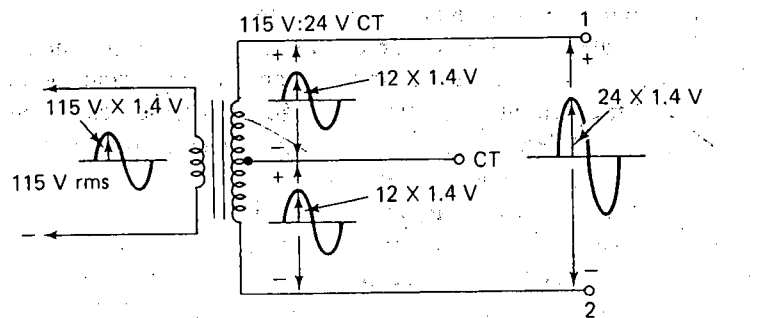 115 V:24 V CT
1
+
+
12 X 1.4 V
24 X 1.4 V
115 V X 1.4 V
115 V rms
–
CT
+
12 X 1.4 V
–
–
–
2